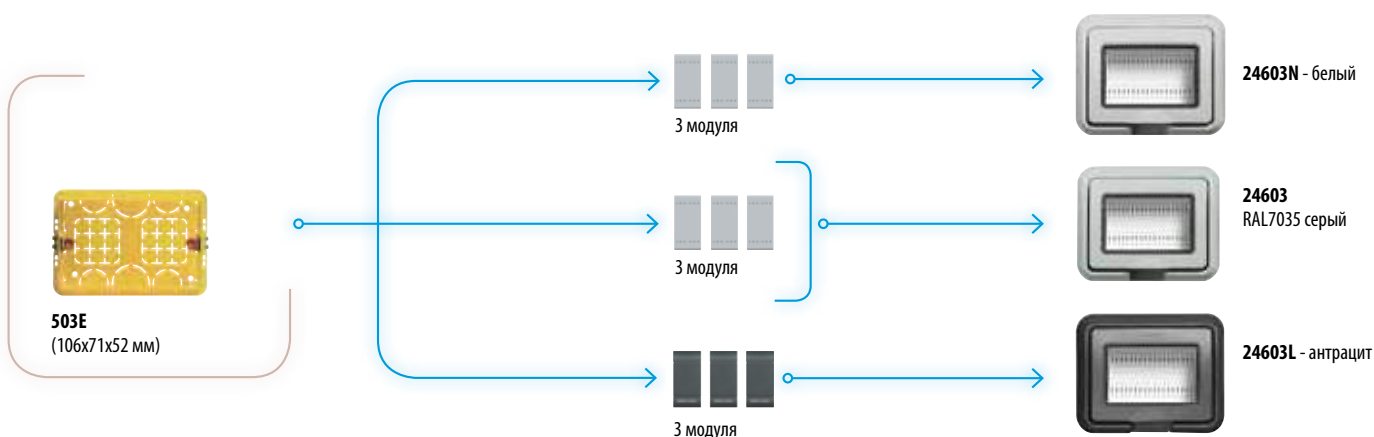 3 модуля
24603N - белый
503E
(106x71x52 мм)
3 модуля
24603
RAL7035 серый
3 модуля
24603L - антрацит